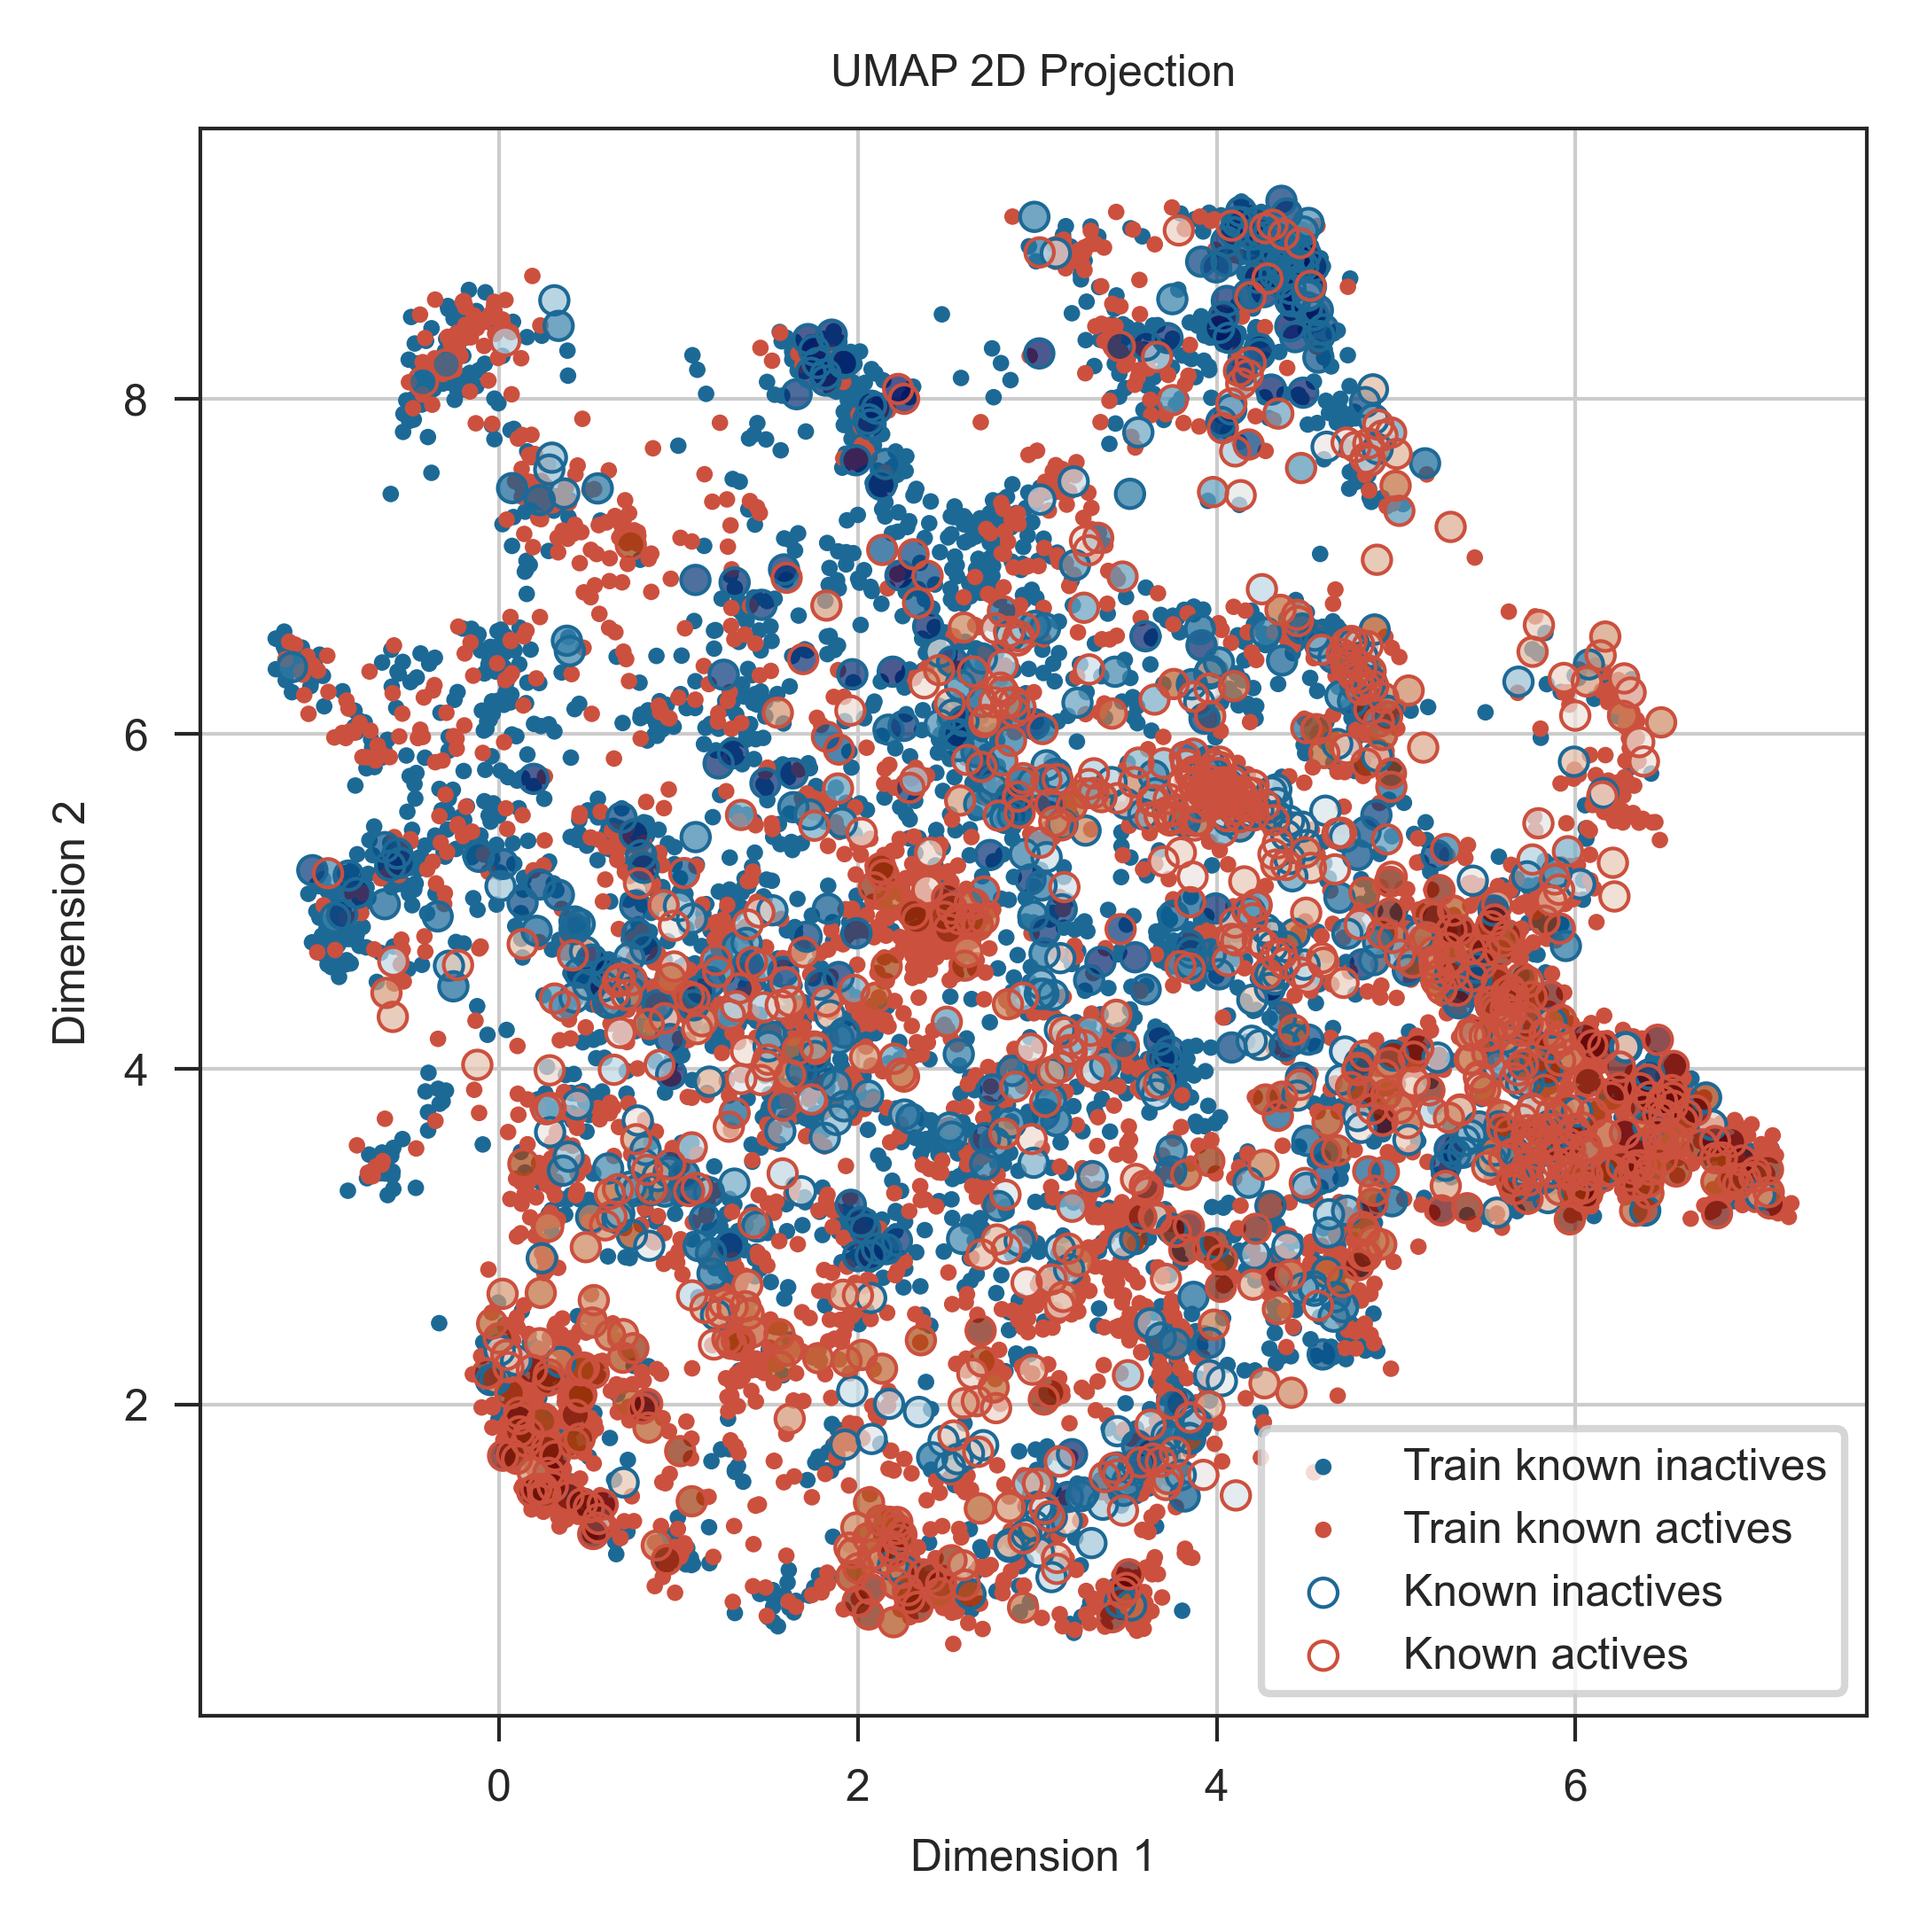 UMAP 2D Projection
8
6
4
2
Dimension 2
0
2
4
6
Dimension 1
Train known inactives
Train known actives
Known inactives
Known actives